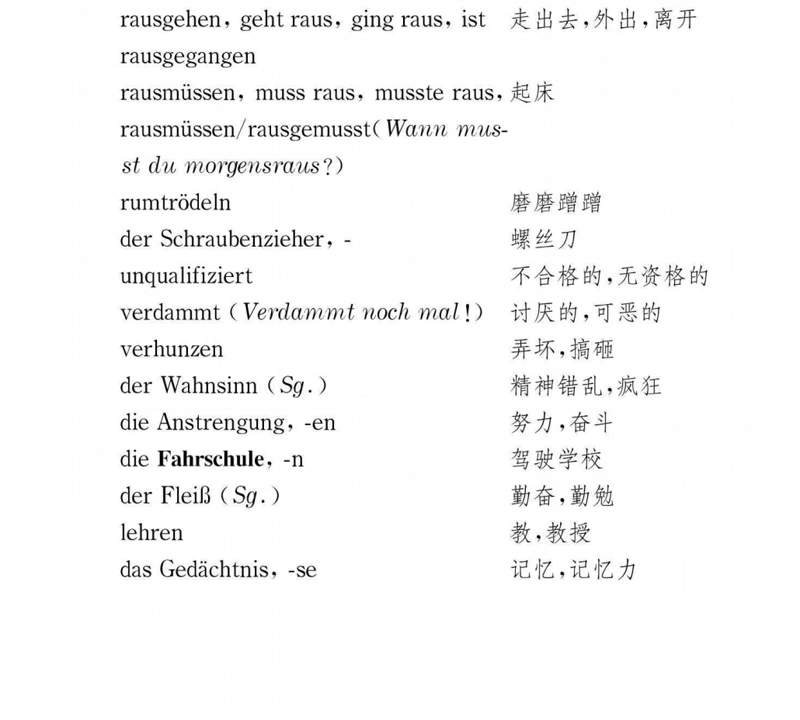 rausgehen, geht raus, ging raus, ist 走出去,外出,离开
rausgegangen
rausmüssen, muss raus, musste raus, 起床
rausmüssen/rausgemusst(Wann mus-
st du morgensraus?)
rumtrödeln 磨磨蹭蹭
der Schraubenzieher, - 螺丝刀
unqualifiziert 不合格的,无资格的
verdammt (Verdammt noch mal!) 讨厌的,可恶的
verhunzen 弄坏,搞砸
der Wahnsinn (Sg.) 精神错乱,疯狂
die Anstrengung, -en 努力,奋斗
die Fahrschule, -n 驾驶学校
der Fleiß (Sg.) 勤奋,勤勉
lehren 教,教授
das Gedächtnis, -se 记忆,记忆力